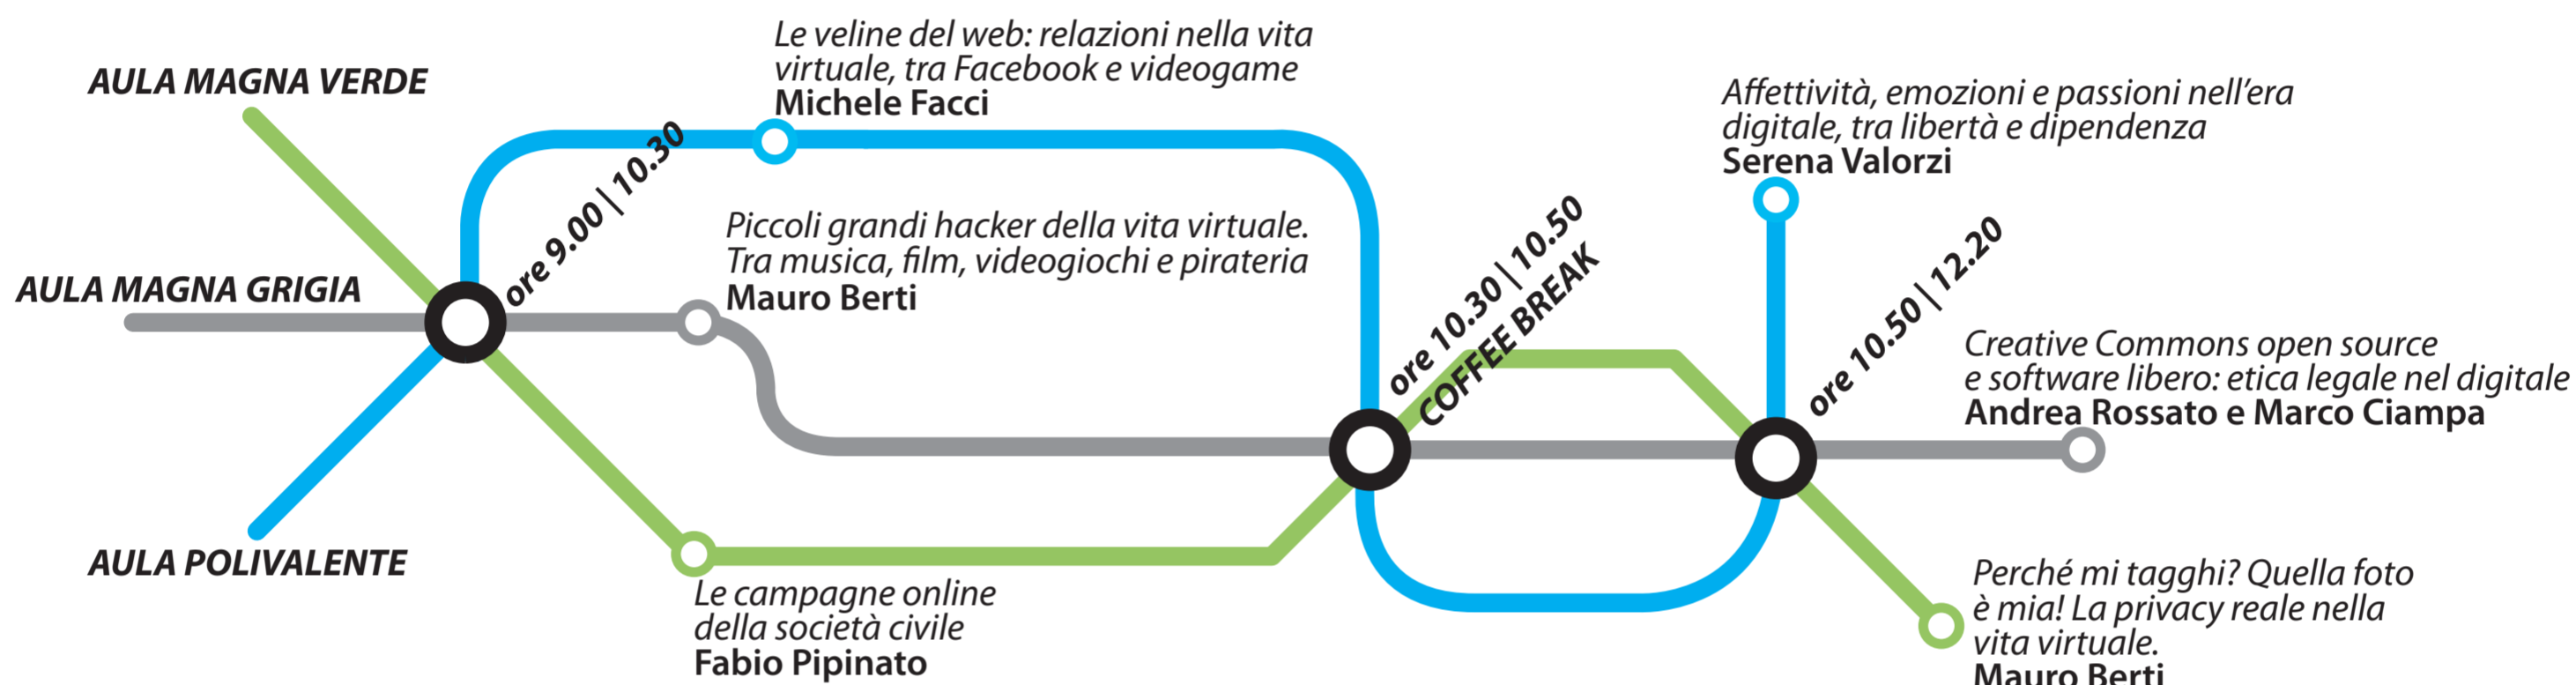 AULA MAGNA VERDE
AULA MAGNA GRIGIA
AULA POLIVALENTE
ore 9.00 | 10.30
Le veline del web: relazioni nella vita
virtuale, tra Facebook e videogame
Michele Facci
Piccoli grandi hacker della vita virtuale.
Tra musica, film, videogiochi e pirateria
Mauro Berti
Le campagne online
della società civile
Fabio Pipinato
ore 10.30 | 10.50
COFFEE BREAK
Affettività, emozioni e passioni nell'era
digitale, tra libertà e dipendenza
Serena Valorzi
ore 10.50 | 12.20
Creative Commons open source
e software libero: etica legale nel digitale
Andrea Rossato e Marco Ciampa
Perché mi tagghi? Quella foto
è mia! La privacy reale nella
vita virtuale.
Mauro Berti